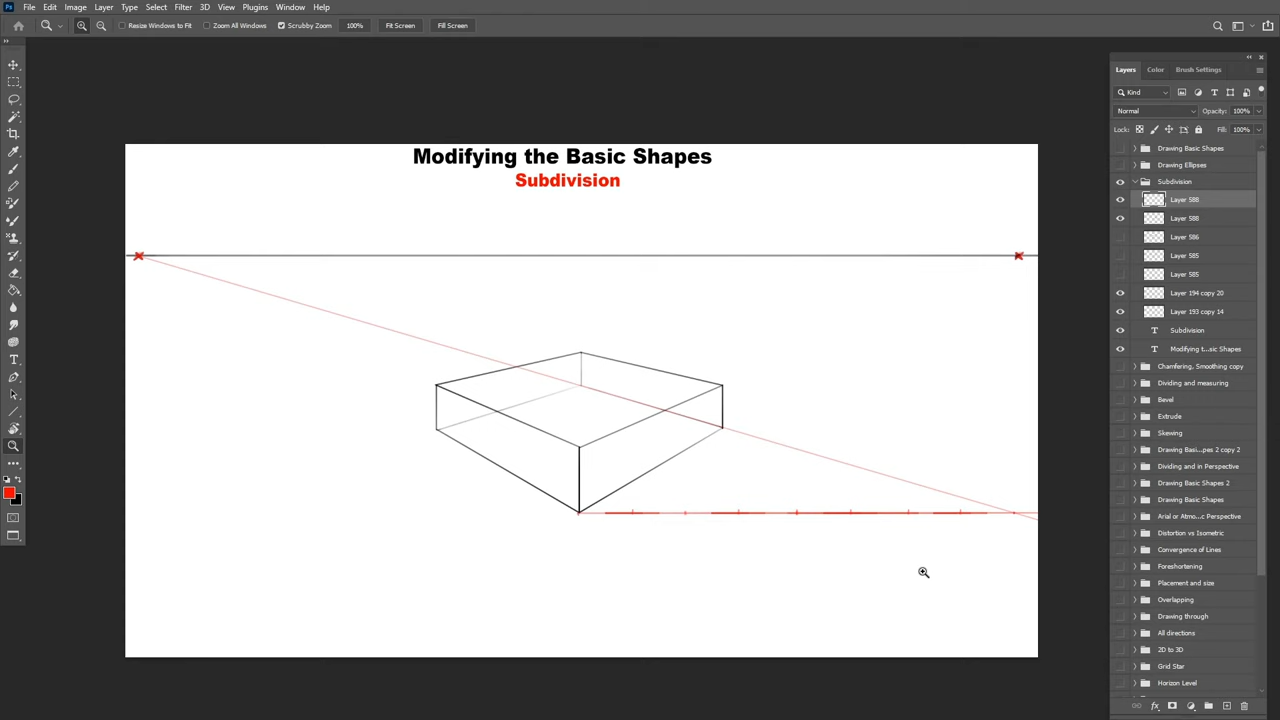 Ps File Edit Image Layer Type Select Filter 3D View Plugins Window Help
Resize Windows to Fit Zoom All Windows Scrubby Zoom 100% Fit Screen Fill Screen
Modifying the Basic Shapes
Subdivision
Layers Color Brush Settings
Kind
Normal Opacity: 100%
Lock: Fill: 100%
Drawing Basic Shapes
Drawing Ellipses
Subdivision
Layer 588
Layer 588
Layer 586
Layer 585
Layer 585
Layer 194 copy 20
Layer 193 copy 14
T Subdivision
T Modifying t...sic Shapes
Chamfering, Smoothing copy
Dividing and measuring
Bevel
Extrude
Skewing
Drawing Basi...pes 2 copy 2
Dividing and in Perspective
Drawing Basic Shapes 2
Drawing Basic Shapes
Arial or Atmo...c Perspective
Distortion vs Isometric
Convergence of Lines
Foreshortening
Placement and size
Overlapping
Drawing through
All directions
2D to 3D
Grid Star
Horizon Level
fx